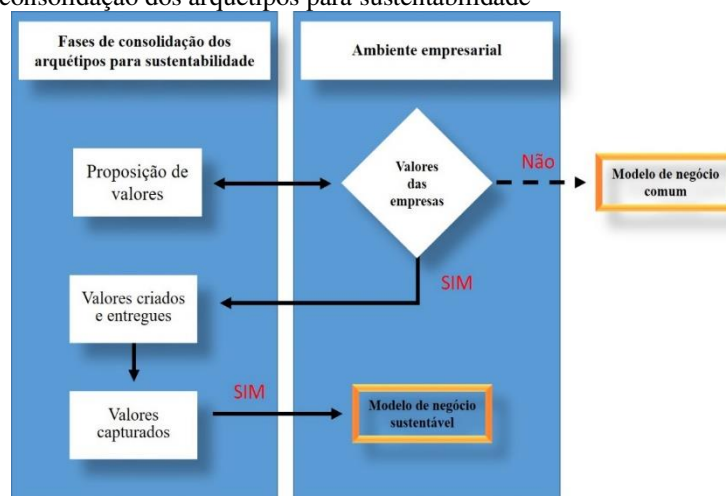 consolidação dos arquétipos para sustentabilidade
Fases de consolidação dos
arquétipos para sustentabilidade
Ambiente empresarial
Proposição de
valores
Valores
das
empresas
Não
Modelo de negócio
comum
SIM
Valores criados
e entregues
SIM
Valores
capturados
Modelo de negócio
sustentável